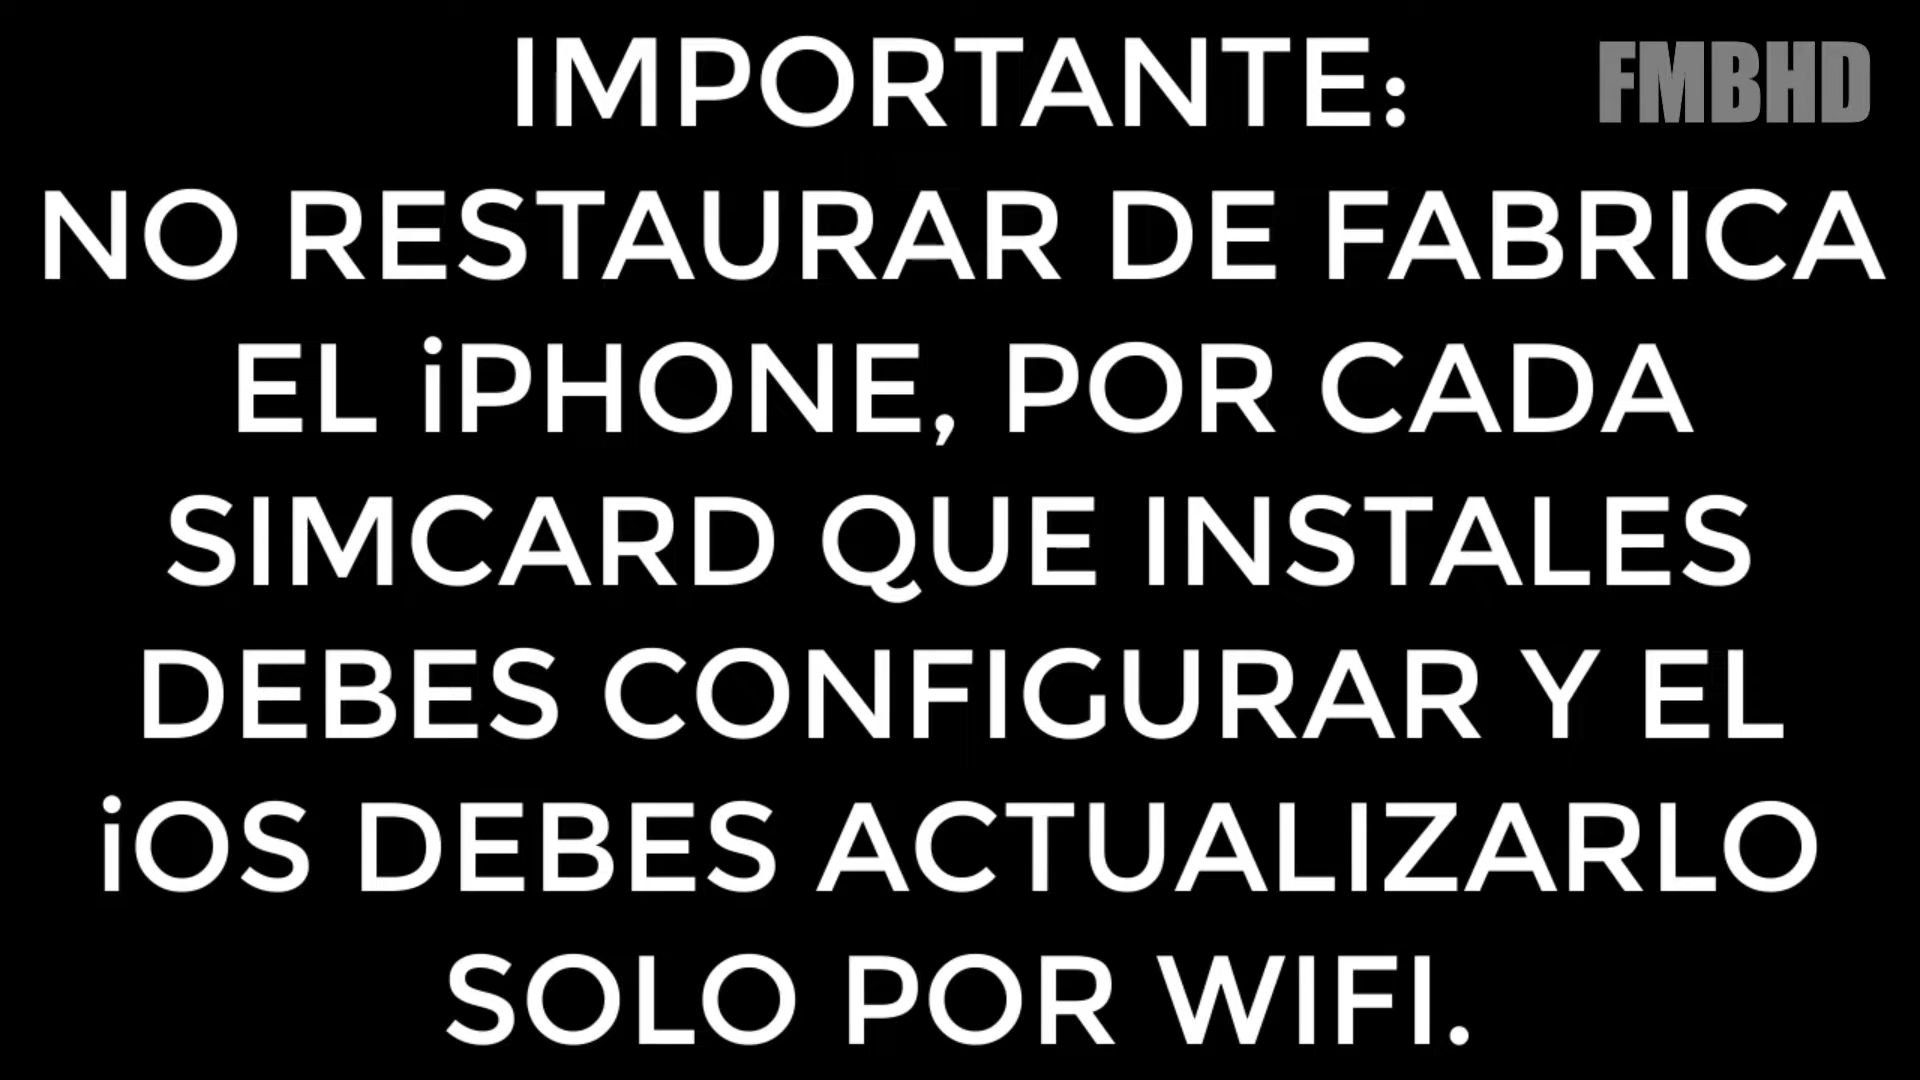 IMPORTANTE:
FMBHD
NO RESTAURAR DE FABRICA
EL iPHONE, POR CADA
SIMCARD QUE INSTALES
DEBES CONFIGURAR Y EL
iOS DEBES ACTUALIZARLO
SOLO POR WIFI.